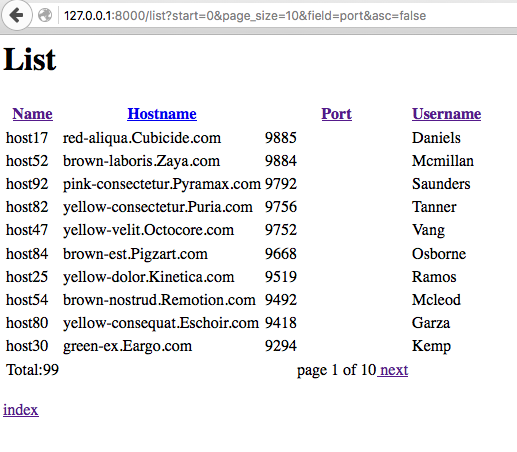 127.0.0.1:8000/list?start=0&page_size=10&field=port&asc=false
List
Name Hostname Port Username
host17 red-aliqua.Cubicide.com 9885 Daniels
host52 brown-laboris.Zaya.com 9884 Mcmillan
host92 pink-consectetur.Pyramax.com 9792 Saunders
host82 yellow-consectetur.Puria.com 9756 Tanner
host47 yellow-velit.Octocore.com 9752 Vang
host84 brown-est.Pigzart.com 9668 Osborne
host25 yellow-dolor.Kinetica.com 9519 Ramos
host54 brown-nostrud.Remotion.com 9492 Mcleod
host80 yellow-consequat.Eschoir.com 9418 Garza
host30 green-ex.Eargo.com 9294 Kemp
Total:99 page 1 of 10 next
index